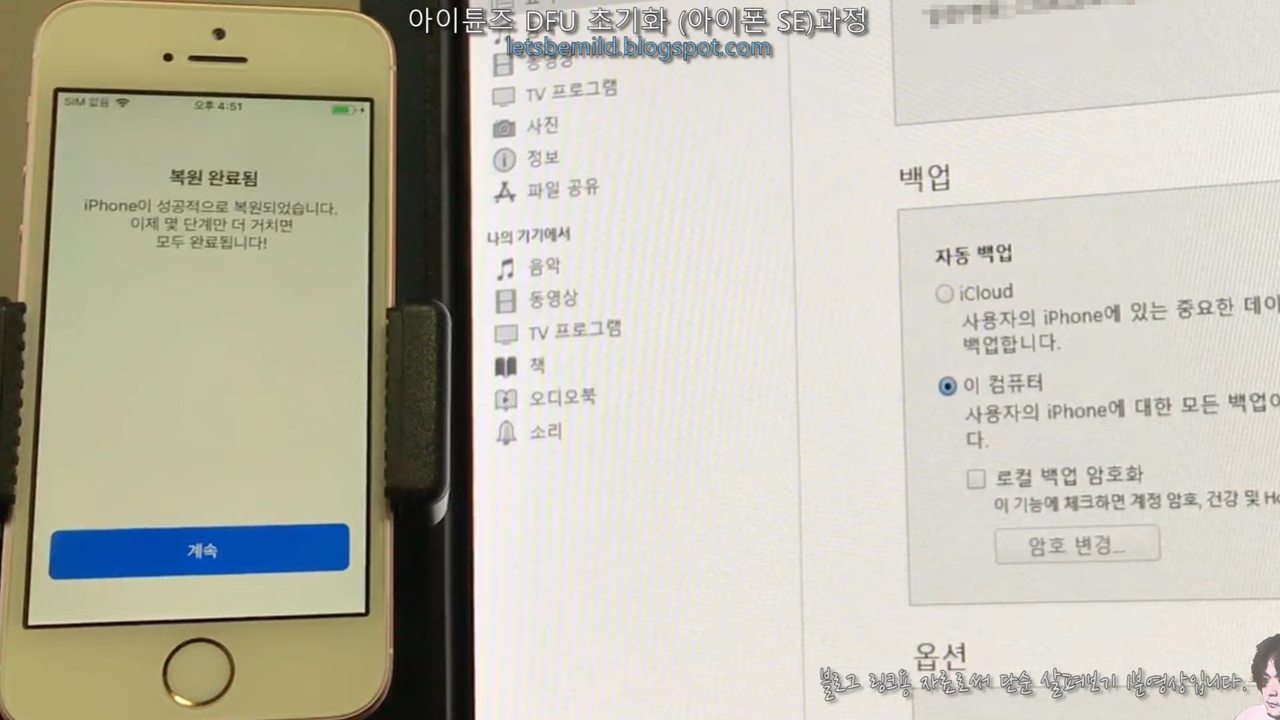 아이튠즈 DFU 초기화 (아이폰 SE)과정
letsbemild.blogspot.com
SIM 없음
오후 4:51
복원 완료됨
iPhone이 성공적으로 복원되었습니다.
이제 몇 단계만 더 거치면
모두 완료됩니다!
계속
동영상
TV 프로그램
사진
정보
파일 공유
나의 기기에서
음악
동영상
TV 프로그램
책
오디오북
소리
백업
자동 백업
iCloud
사용자의 iPhone에 있는 중요한 데이
백업합니다.
이 컴퓨터
사용자의 iPhone에 대한 모든 백업이
다.
로컬 백업 암호화
이 기능에 체크하면 계정 암호, 건강 및 Ho
암호 변경...
옵션
블로그 링크용 자료로써 단순 살펴보기 1분영상입니다.